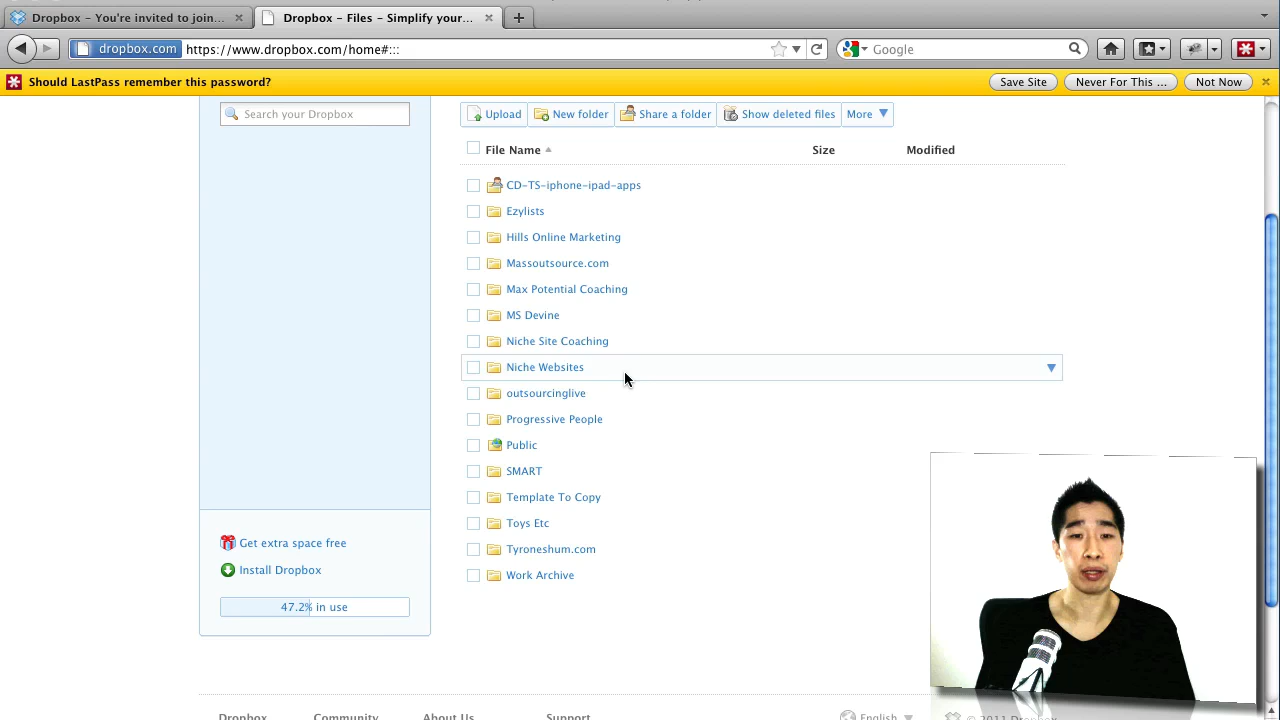 Dropbox – You're invited to join...
Dropbox – Files – Simplify your...
dropbox.com https://www.dropbox.com/home#:::
Google
Should LastPass remember this password?
Save Site
Never For This ...
Not Now
Search your Dropbox
Upload
New folder
Share a folder
Show deleted files
More
File Name
Size
Modified
CD-TS-iphone-ipad-apps
Ezylists
Hills Online Marketing
Massoutsource.com
Max Potential Coaching
MS Devine
Niche Site Coaching
Niche Websites
outsourcinglive
Progressive People
Public
SMART
Template To Copy
Toys Etc
Tyroneshum.com
Work Archive
Get extra space free
Install Dropbox
47.2% in use
Dropbox
Community
About Us
Support
English
© 2011 Dropbox